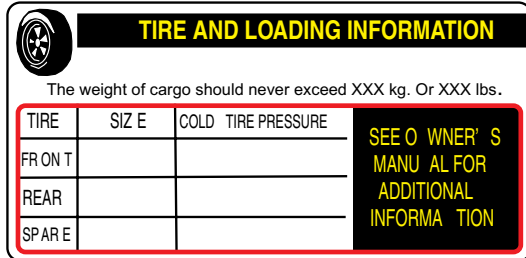 TIRE AND LOADING INFORMATION
The weight of cargo should never exceed XXX kg. Or XXX lbs.
TIRE SIZ E COLD TIRE PRESSURE
FR ON T
REAR
SP AR E
SEE O WNER' S
MANU AL FOR
ADDITIONAL
INFORMA TION